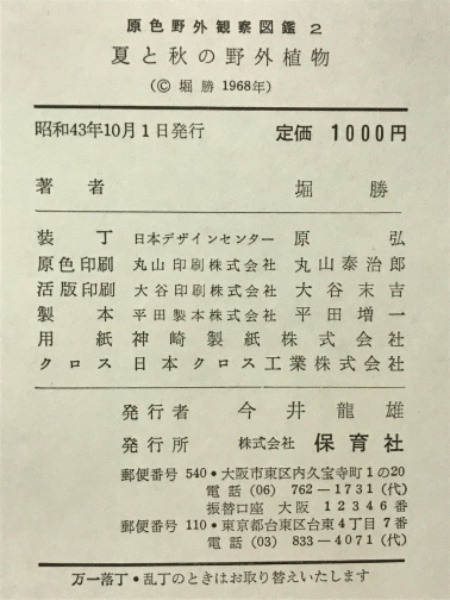 原色野外観察図鑑 2
夏と秋の野外植物
(© 堀 勝 1968年)
昭和43年10月1日発行 定価 1000円
著者 堀勝
装丁 日本デザインセンター 原弘
原色印刷 丸山印刷株式会社 丸山泰治郎
活版印刷 大谷印刷株式会社 大谷末吉
製本 平田製本株式会社 平田増一
用紙 神崎製紙株式会社
クロス 日本クロス工業株式会社
発行者 今井龍雄
発行所 株式会社 保育社
郵便番号 540・大阪市東区内久宝寺町1の20
電話 (06) 762―1731(代)
振替口座 大阪 12346番
郵便番号 110・東京都台東区台東4丁目7番
電話 (03) 833―4071(代)
万一落丁・乱丁のときはお取り替えいたします